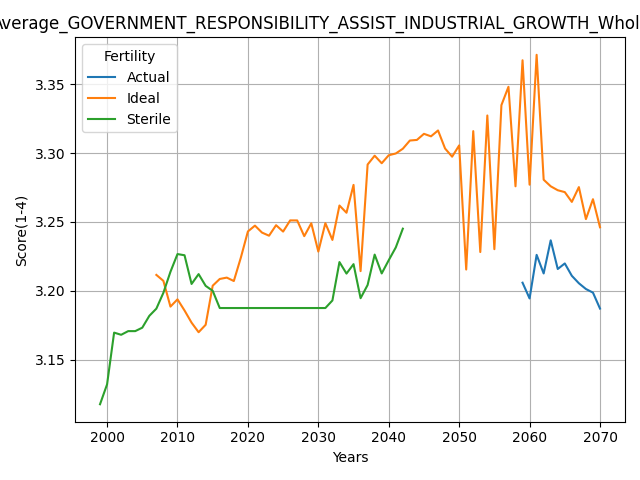 Average_GOVERNMENT_RESPONSIBILITY_ASSIST_INDUSTRIAL_GROWTH_Whol
Fertility
Actual
Ideal
Sterile
Score(1-4)
3.35
3.30
3.25
3.20
3.15
2000 2010 2020 2030 2040 2050 2060 2070
Years